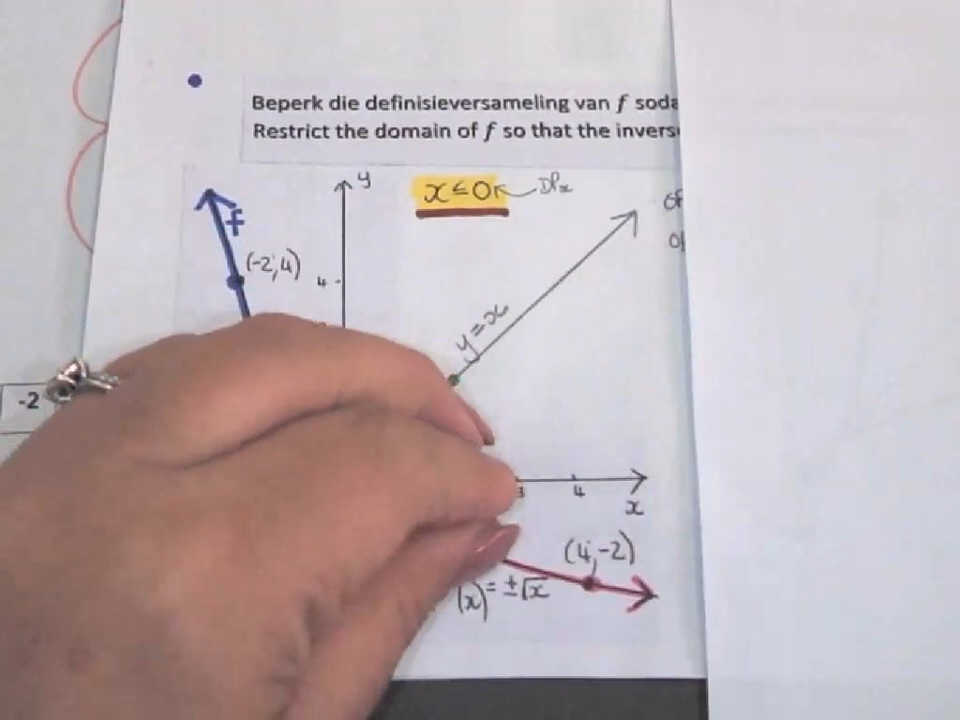 Beperk die definisieversameling van f soda
Restrict the domain of f so that the invers
x ≤ 0
y
f
(-2;4)
4
y = x
-2
3
4
x
(4;-2)
(x) = ±√x